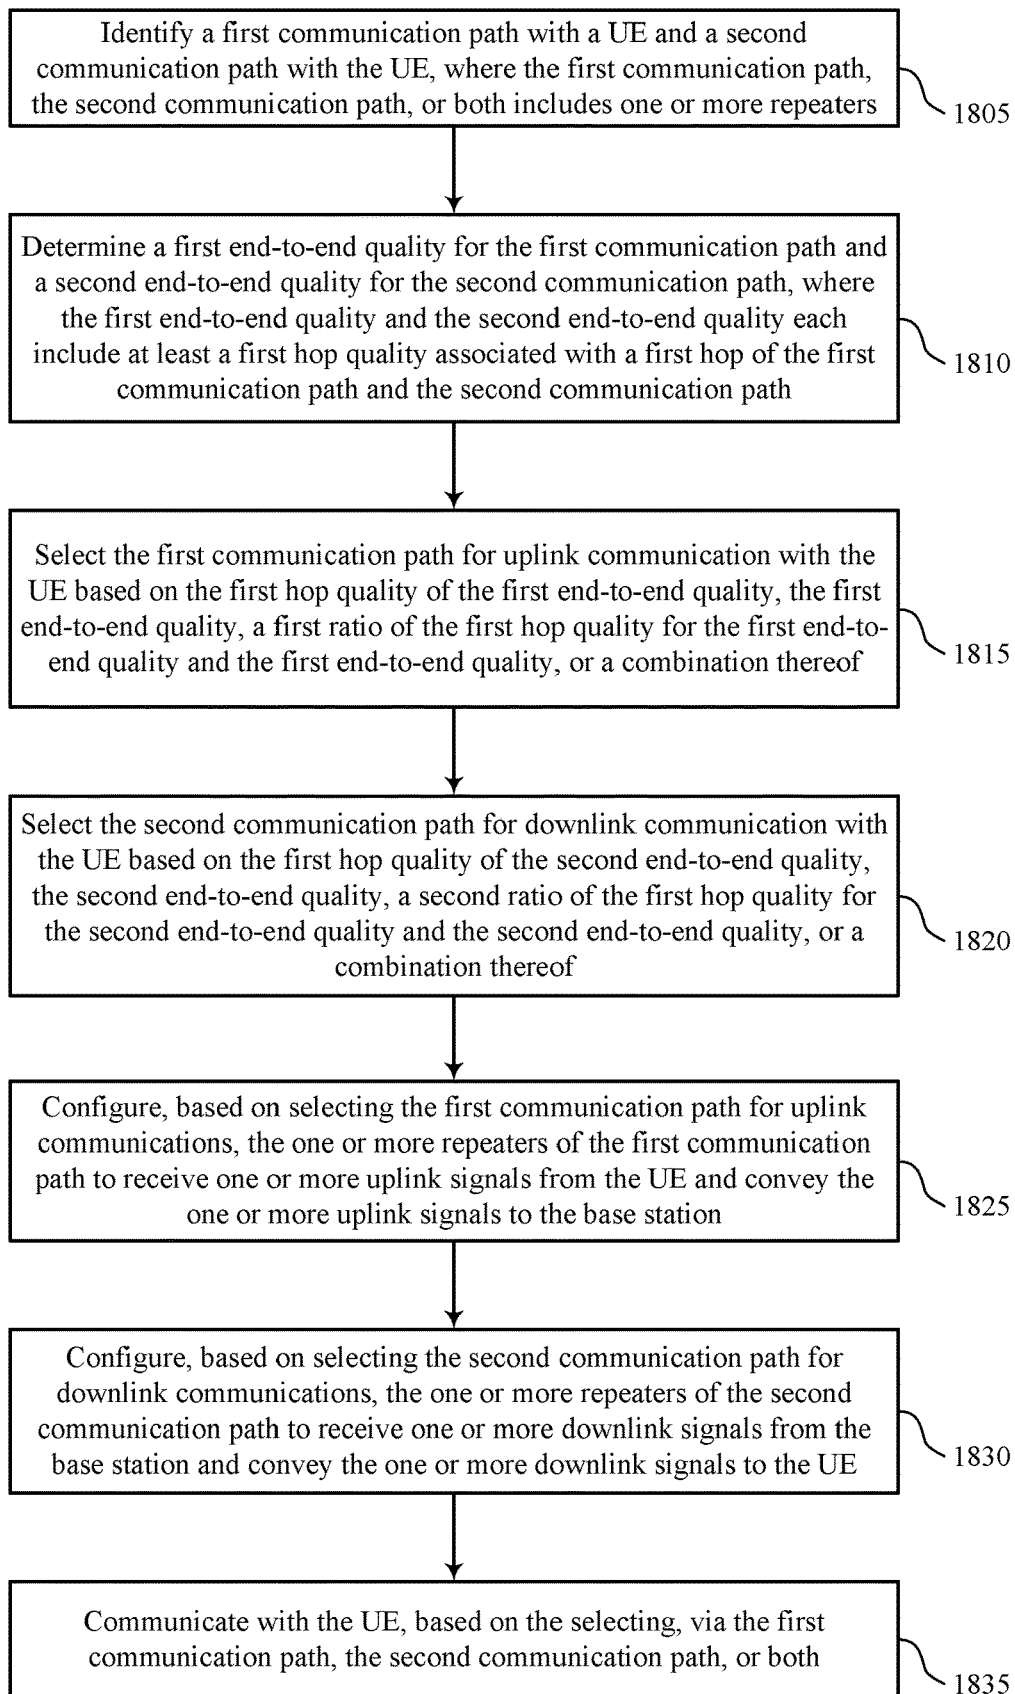 Identify a first communication path with a UE and a second
communication path with the UE, where the first communication path,
the second communication path, or both includes one or more repeaters
1805
Determine a first end-to-end quality for the first communication path and
a second end-to-end quality for the second communication path, where
the first end-to-end quality and the second end-to-end quality each
include at least a first hop quality associated with a first hop of the first
communication path and the second communication path
1810
Select the first communication path for uplink communication with the
UE based on the first hop quality of the first end-to-end quality, the first
end-to-end quality, a first ratio of the first hop quality for the first end-to-
end quality and the first end-to-end quality, or a combination thereof
1815
Select the second communication path for downlink communication with
the UE based on the first hop quality of the second end-to-end quality,
the second end-to-end quality, a second ratio of the first hop quality for
the second end-to-end quality and the second end-to-end quality, or a
combination thereof
1820
Configure, based on selecting the first communication path for uplink
communications, the one or more repeaters of the first communication
path to receive one or more uplink signals from the UE and convey the
one or more uplink signals to the base station
1825
Configure, based on selecting the second communication path for
downlink communications, the one or more repeaters of the second
communication path to receive one or more downlink signals from the
base station and convey the one or more downlink signals to the UE
1830
Communicate with the UE, based on the selecting, via the first
communication path, the second communication path, or both
1835